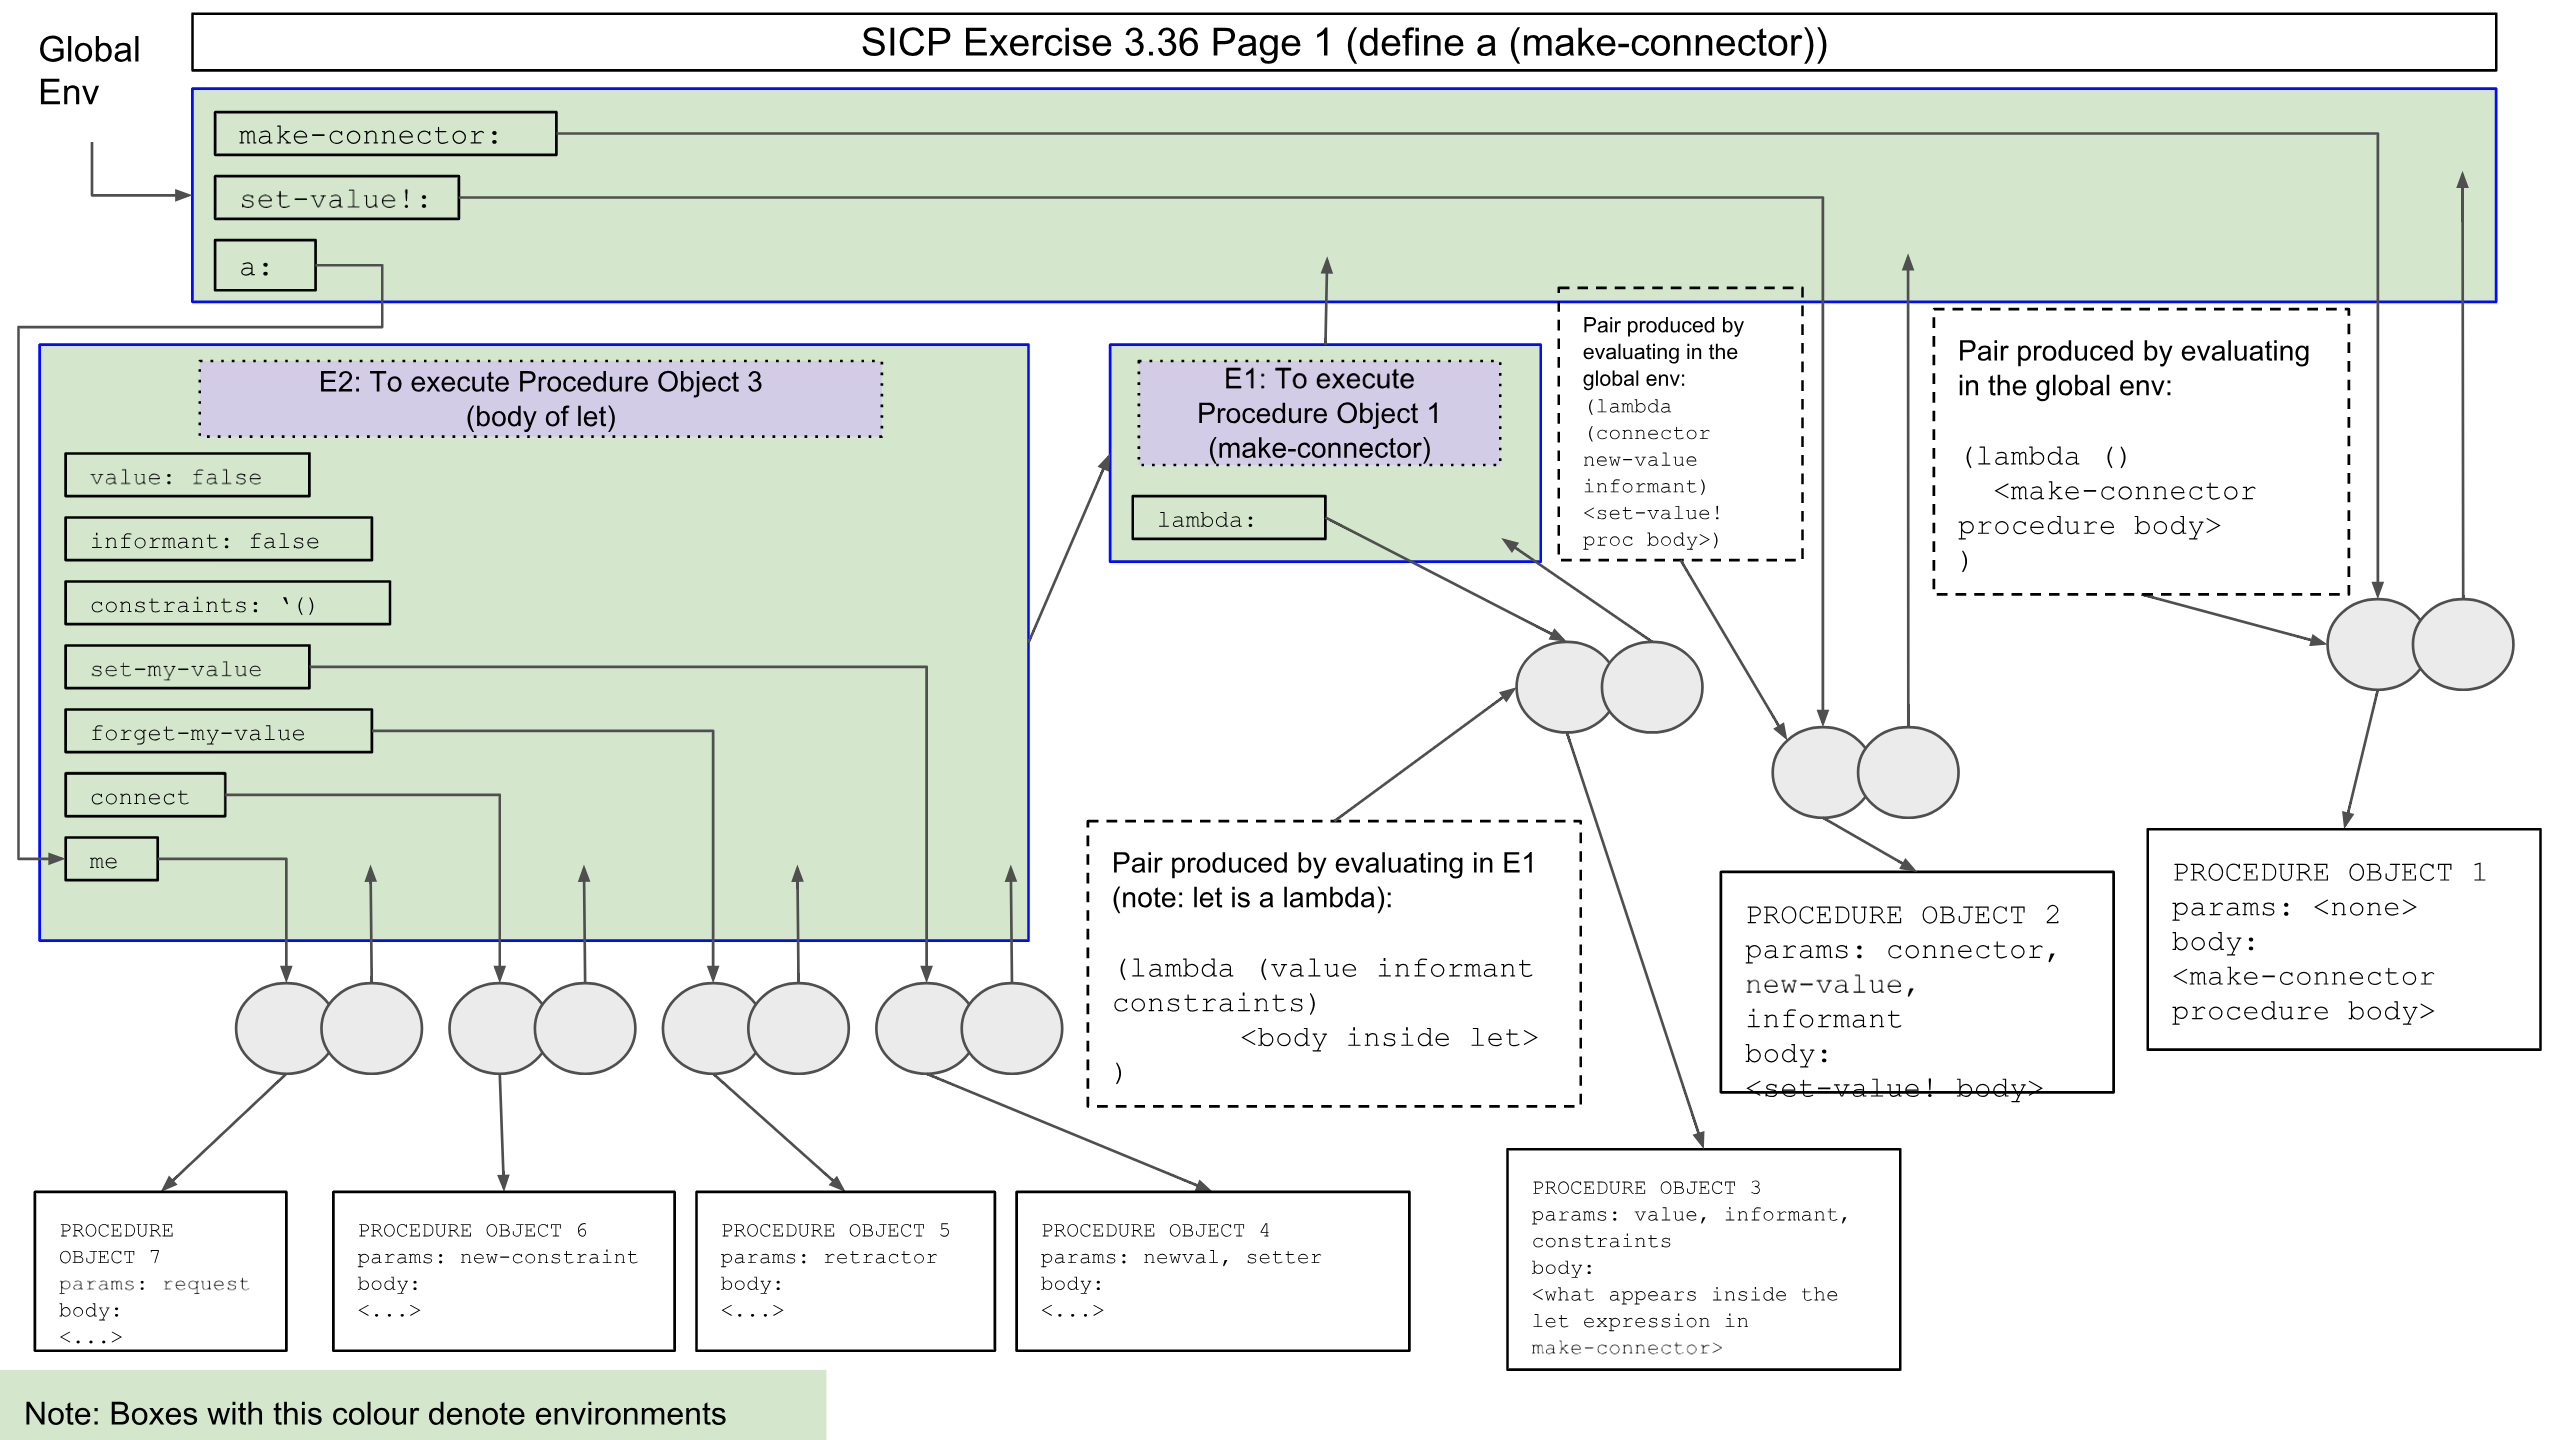 SICP Exercise 3.36 Page 1 (define a (make-connector))
Global
Env
make-connector:
set-value!:
a:
E2: To execute Procedure Object 3
(body of let)
value: false
informant: false
constraints: ‘()
set-my-value
forget-my-value
connect
me
E1: To execute
Procedure Object 1
(make-connector)
lambda:
Pair produced by
evaluating in the
global env:
(lambda
(connector
new-value
informant)
<set-value!
proc body>)
Pair produced by evaluating
in the global env:
(lambda ()
<make-connector
procedure body>
)
Pair produced by evaluating in E1
(note: let is a lambda):
(lambda (value informant
constraints)
<body inside let>
)
PROCEDURE OBJECT 2
params: connector,
new-value,
informant
body:
<set-value! body>
PROCEDURE OBJECT 1
params: <none>
body:
<make-connector
procedure body>
PROCEDURE
OBJECT 7
params: request
body:
<...>
PROCEDURE OBJECT 6
params: new-constraint
body:
<...>
PROCEDURE OBJECT 5
params: retractor
body:
<...>
PROCEDURE OBJECT 4
params: newval, setter
body:
<...>
PROCEDURE OBJECT 3
params: value, informant,
constraints
body:
<what appears inside the
let expression in
make-connector>
Note: Boxes with this colour denote environments